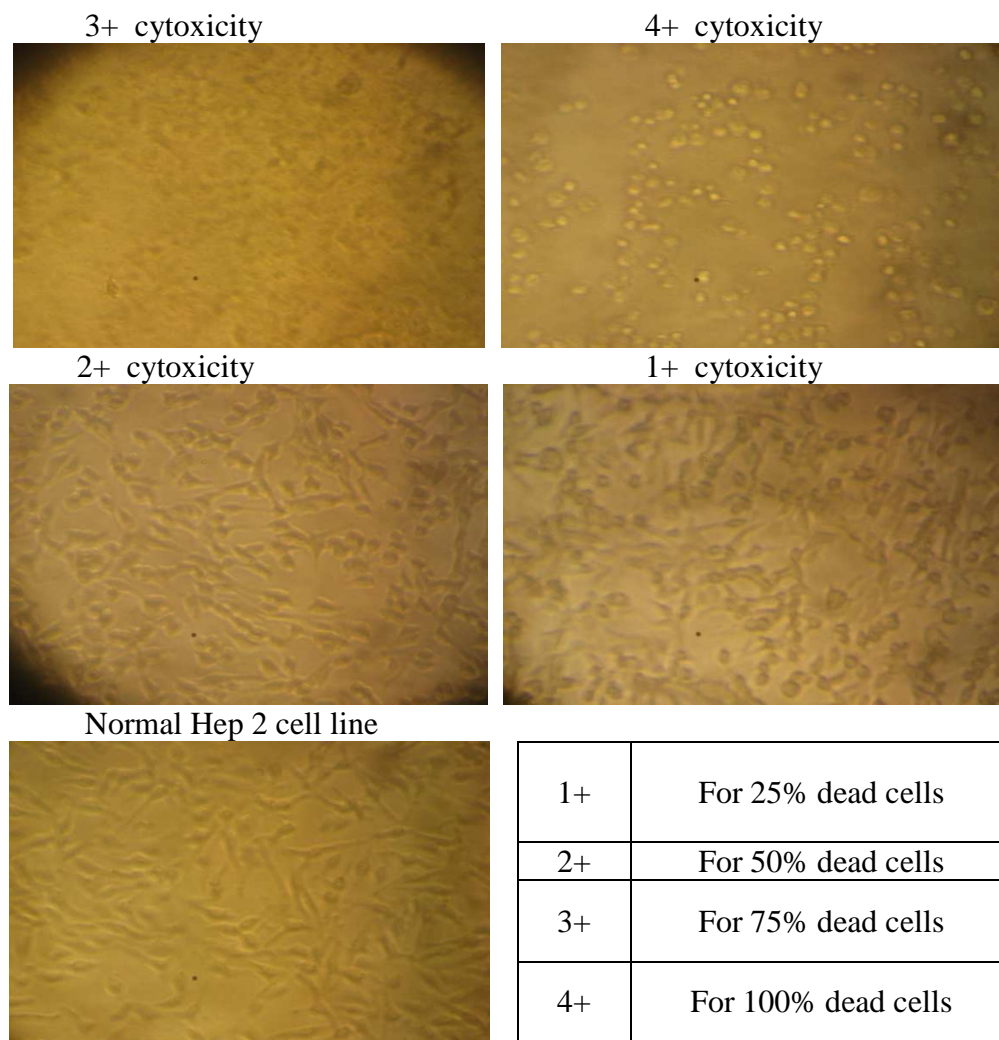 3+ cytoxicity
4+ cytoxicity
2+ cytoxicity
1+ cytoxicity
Normal Hep 2 cell line
1+ For 25% dead cells
2+ For 50% dead cells
3+ For 75% dead cells
4+ For 100% dead cells